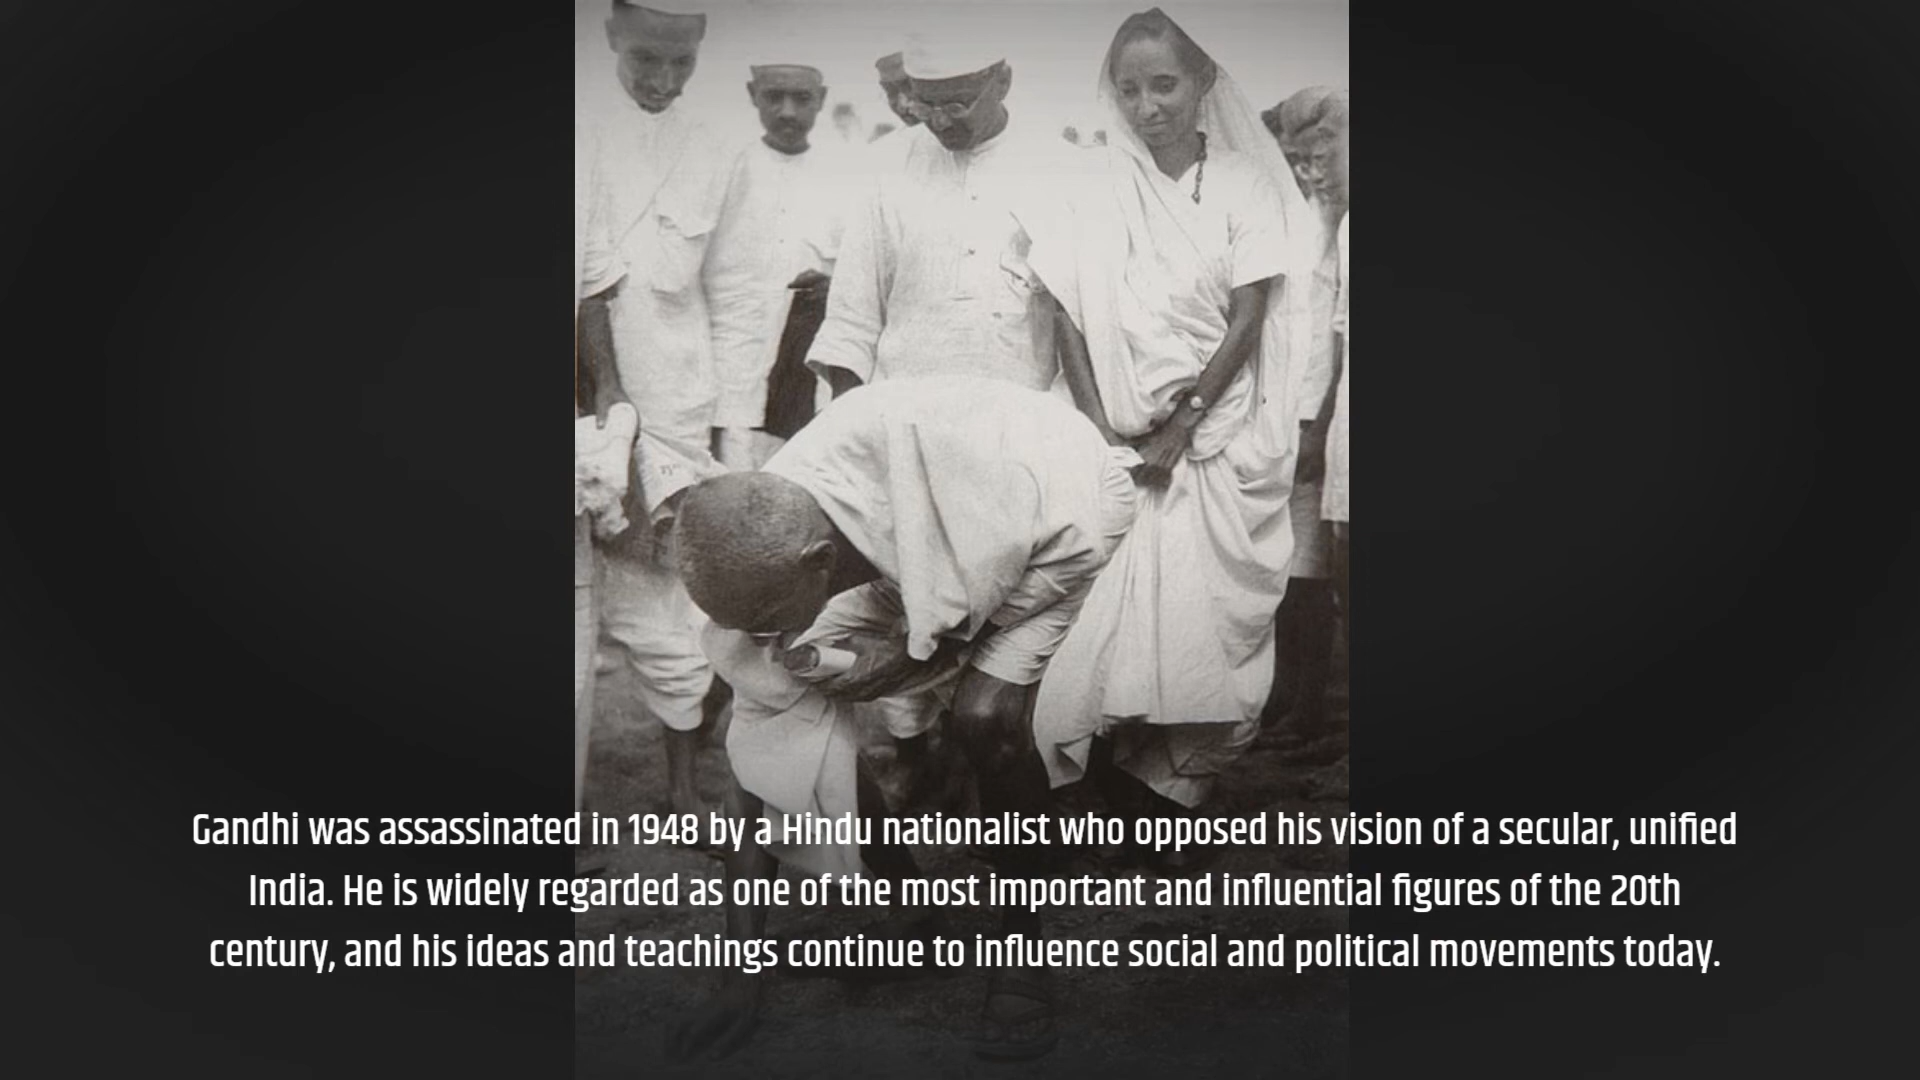 Gandhi was assassinated in 1948 by a Hindu nationalist who opposed his vision of a secular, unified
India. He is widely regarded as one of the most important and influential figures of the 20th
century, and his ideas and teachings continue to influence social and political movements today.